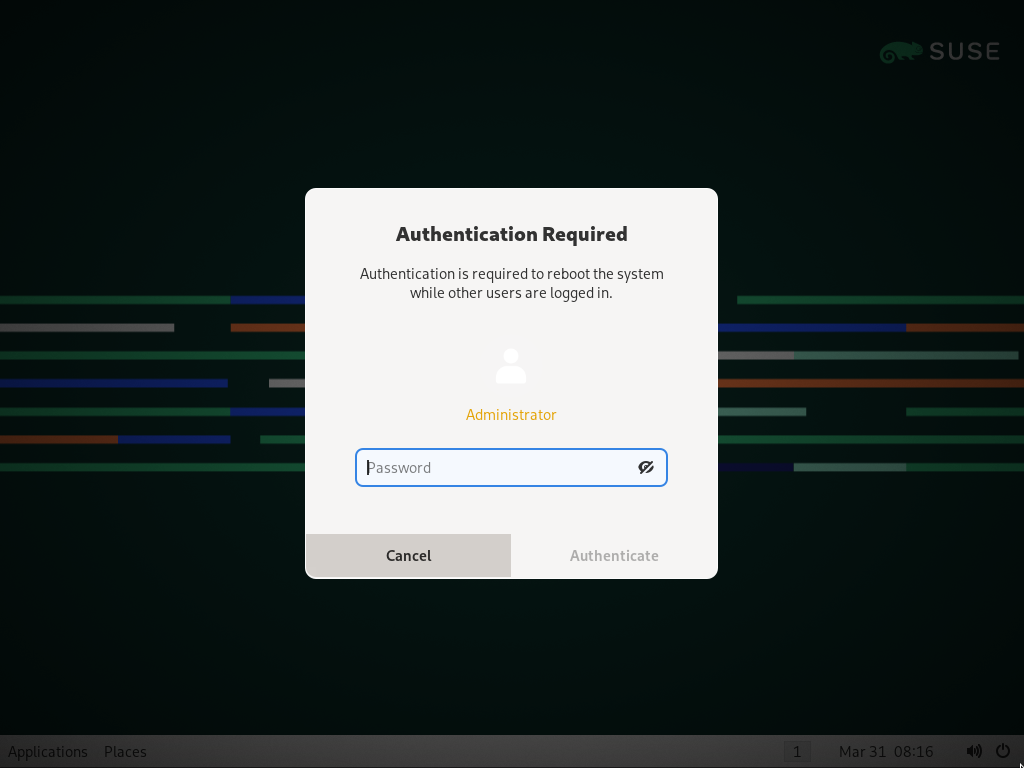 SUSE
Authentication Required
Authentication is required to reboot the system
while other users are logged in.
Administrator
Password
Cancel
Authenticate
Applications
Places
1
Mar 31 08:16